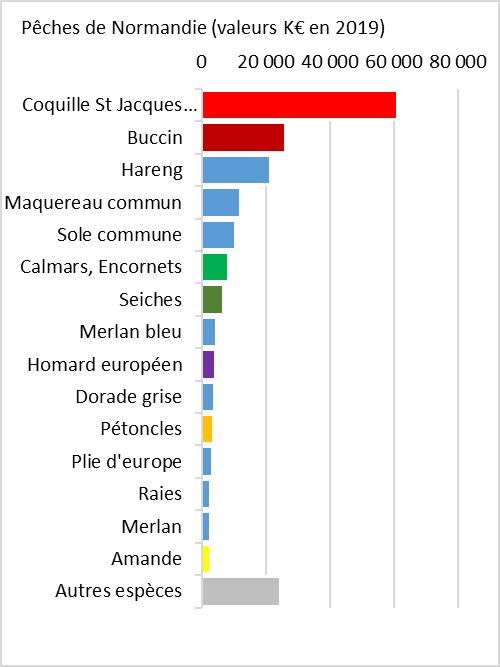 Pêches de Normandie (valeurs K€ en 2019)
0 20 000 40 000 60 000 80 000
Coquille St Jacques...
Buccin
Hareng
Maquereau commun
Sole commune
Calmars, Encornets
Seiches
Merlan bleu
Homard européen
Dorade grise
Pétoncles
Plie d'europe
Raies
Merlan
Amande
Autres espèces